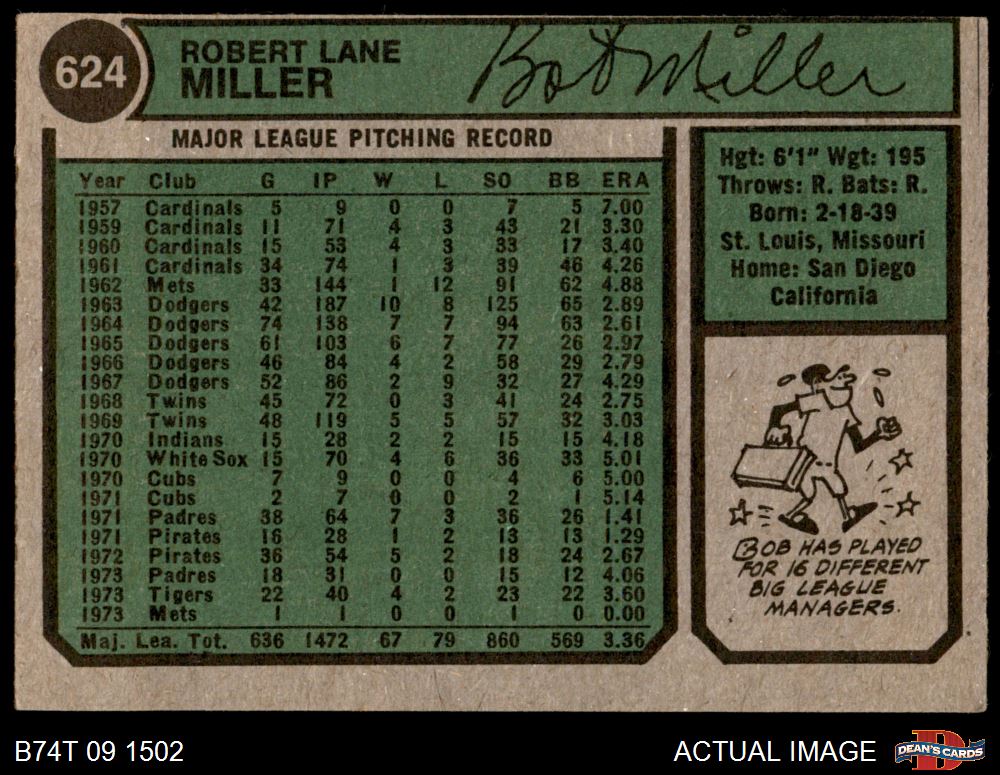 624
ROBERT LANE
MILLER
Bob Miller
MAJOR LEAGUE PITCHING RECORD
Year Club G IP W L SO BB ERA
1957 Cardinals 5 9 0 0 7 5 7.00
1959 Cardinals 11 71 4 3 43 21 3.30
1960 Cardinals 15 53 4 3 33 17 3.40
1961 Cardinals 34 74 1 3 39 46 4.26
1962 Mets 33 144 1 12 91 62 4.88
1963 Dodgers 42 187 10 8 125 65 2.89
1964 Dodgers 74 138 7 7 94 63 2.61
1965 Dodgers 61 103 6 7 77 26 2.97
1966 Dodgers 46 84 4 2 58 29 2.79
1967 Dodgers 52 86 2 9 32 27 4.29
1968 Twins 45 72 0 3 41 24 2.75
1969 Twins 48 119 5 5 57 32 3.03
1970 Indians 15 28 2 2 15 15 4.18
1970 White Sox 15 70 4 6 36 33 5.01
1970 Cubs 7 9 0 0 4 6 5.00
1971 Cubs 2 7 0 0 2 1 5.14
1971 Padres 38 64 7 3 36 26 1.41
1971 Pirates 16 28 1 2 13 13 1.29
1972 Pirates 36 54 5 2 18 24 2.67
1973 Padres 18 31 0 0 15 12 4.06
1973 Tigers 22 40 4 2 23 22 3.60
1973 Mets 1 1 0 0 1 0 0.00
Maj. Lea. Tot. 636 1472 67 79 860 569 3.36
Hgt: 6'1" Wgt: 195
Throws: R. Bats: R.
Born: 2-18-39
St. Louis, Missouri
Home: San Diego
California
BOB HAS PLAYED
FOR 16 DIFFERENT
BIG LEAGUE
MANAGERS.
B74T 09 1502
ACTUAL IMAGE
DEAN'S CARDS